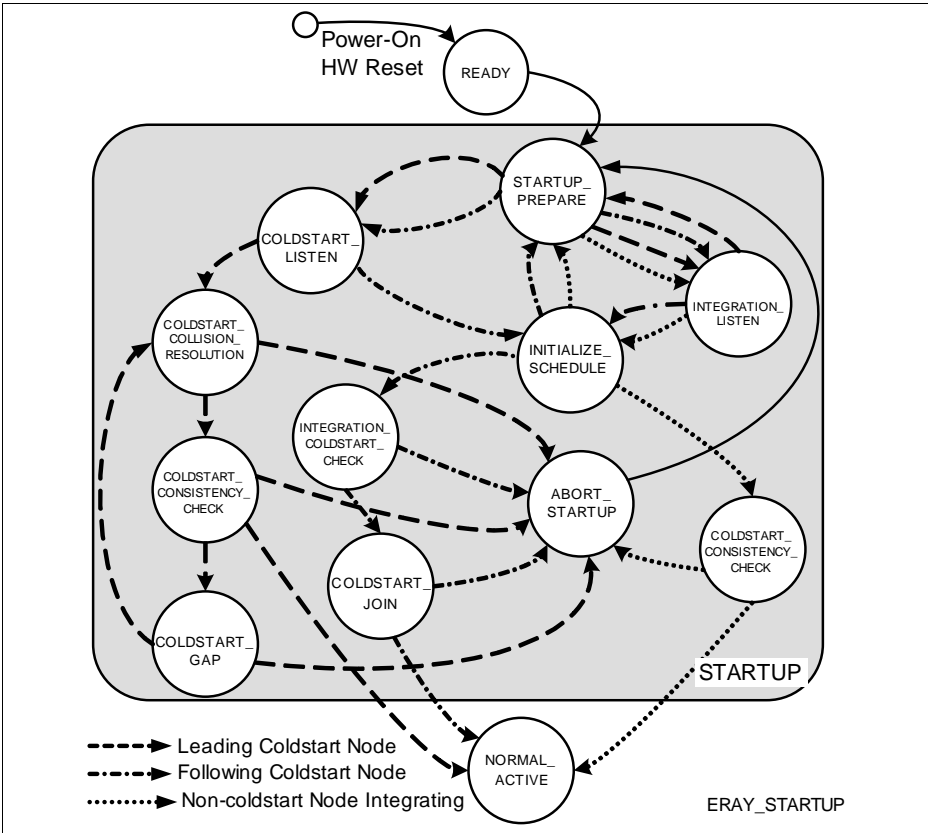 Power-On
HW Reset
READY
STARTUP_
PREPARE
COLDSTART_
LISTEN
INTEGRATION_
LISTEN
COLDSTART_
COLLISION_
RESOLUTION
INITIALIZE_
SCHEDULE
INTEGRATION_
COLDSTART_
CHECK
COLDSTART_
CONSISTENCY_
CHECK
ABORT_
STARTUP
COLDSTART_
CONSISTENCY_
CHECK
COLDSTART_
JOIN
COLDSTART_
GAP
STARTUP
NORMAL_
ACTIVE
Leading Coldstart Node
Following Coldstart Node
Non-coldstart Node Integrating
ERAY_STARTUP